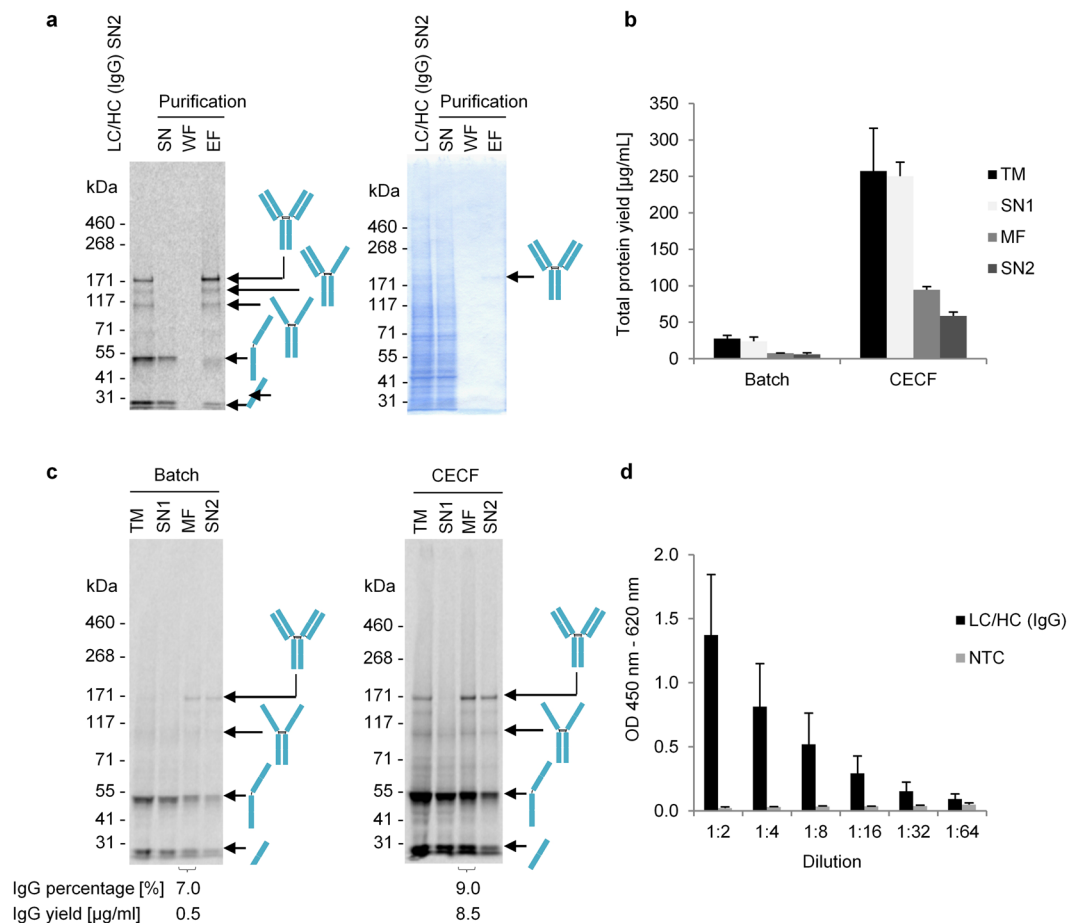 a
LC/HC (IgG) SN2
Purification
SN
WF
EF
kDa
460 -
268 -
171 -
117 -
71 -
55 -
41 -
31 -
LC/HC (IgG) SN2
Purification
SN
WF
EF
kDa
460 -
268 -
171 -
117 -
71 -
55 -
41 -
31 -
b
Total protein yield [µg/mL]
350
300
250
200
150
100
50
0
Batch
CECF
TM
SN1
MF
SN2
c
Batch
TM
SN1
MF
SN2
kDa
460 -
268 -
171 -
117 -
71 -
55 -
41 -
31 -
CECF
TM
SN1
MF
SN2
kDa
460 -
268 -
171 -
117 -
71 -
55 -
41 -
31 -
IgG percentage [%] 7.0 9.0
IgG yield [µg/ml] 0.5 8.5
d
OD 450 nm - 620 nm
2.0
1.5
1.0
0.5
0.0
1:2 1:4 1:8 1:16 1:32 1:64
Dilution
LC/HC (IgG)
NTC